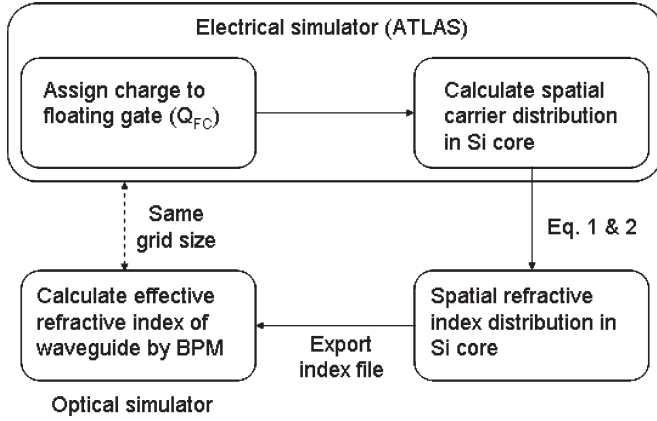 Electrical simulator (ATLAS)
Assign charge to
floating gate (Q_FC)
Calculate spatial
carrier distribution
in Si core
Same
grid size
Eq. 1 & 2
Calculate effective
refractive index of
waveguide by BPM
Export
index file
Spatial refractive
index distribution in
Si core
Optical simulator